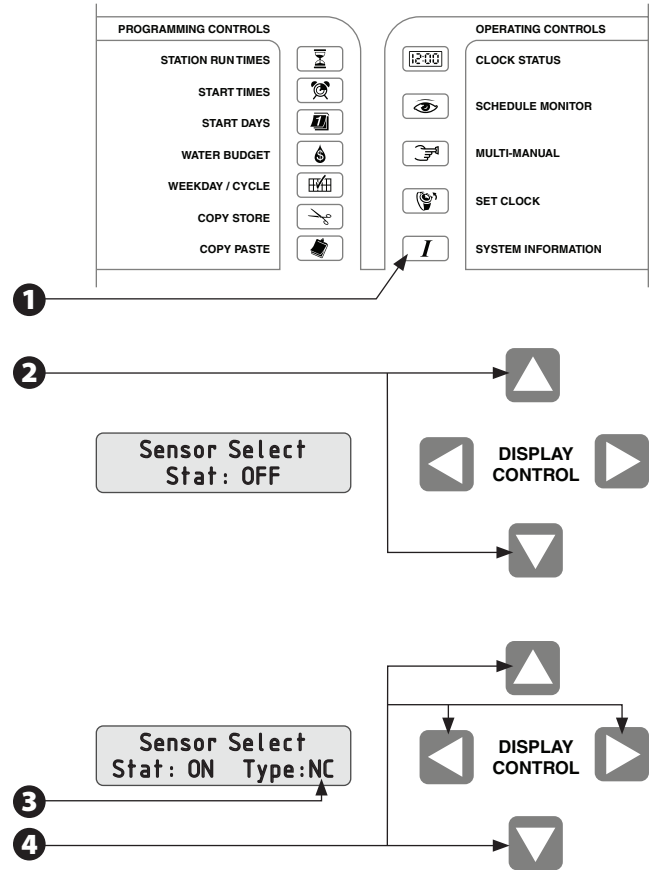 PROGRAMMING CONTROLS
STATION RUN TIMES
START TIMES
START DAYS
WATER BUDGET
WEEKDAY / CYCLE
COPY STORE
COPY PASTE
OPERATING CONTROLS
12:00
CLOCK STATUS
SCHEDULE MONITOR
MULTI-MANUAL
SET CLOCK
I
SYSTEM INFORMATION
1
1
$
2
Sensor Select
Stat: OFF
DISPLAY
CONTROL
Sensor Select
Stat: ON Type:NC
DISPLAY
CONTROL
3
4